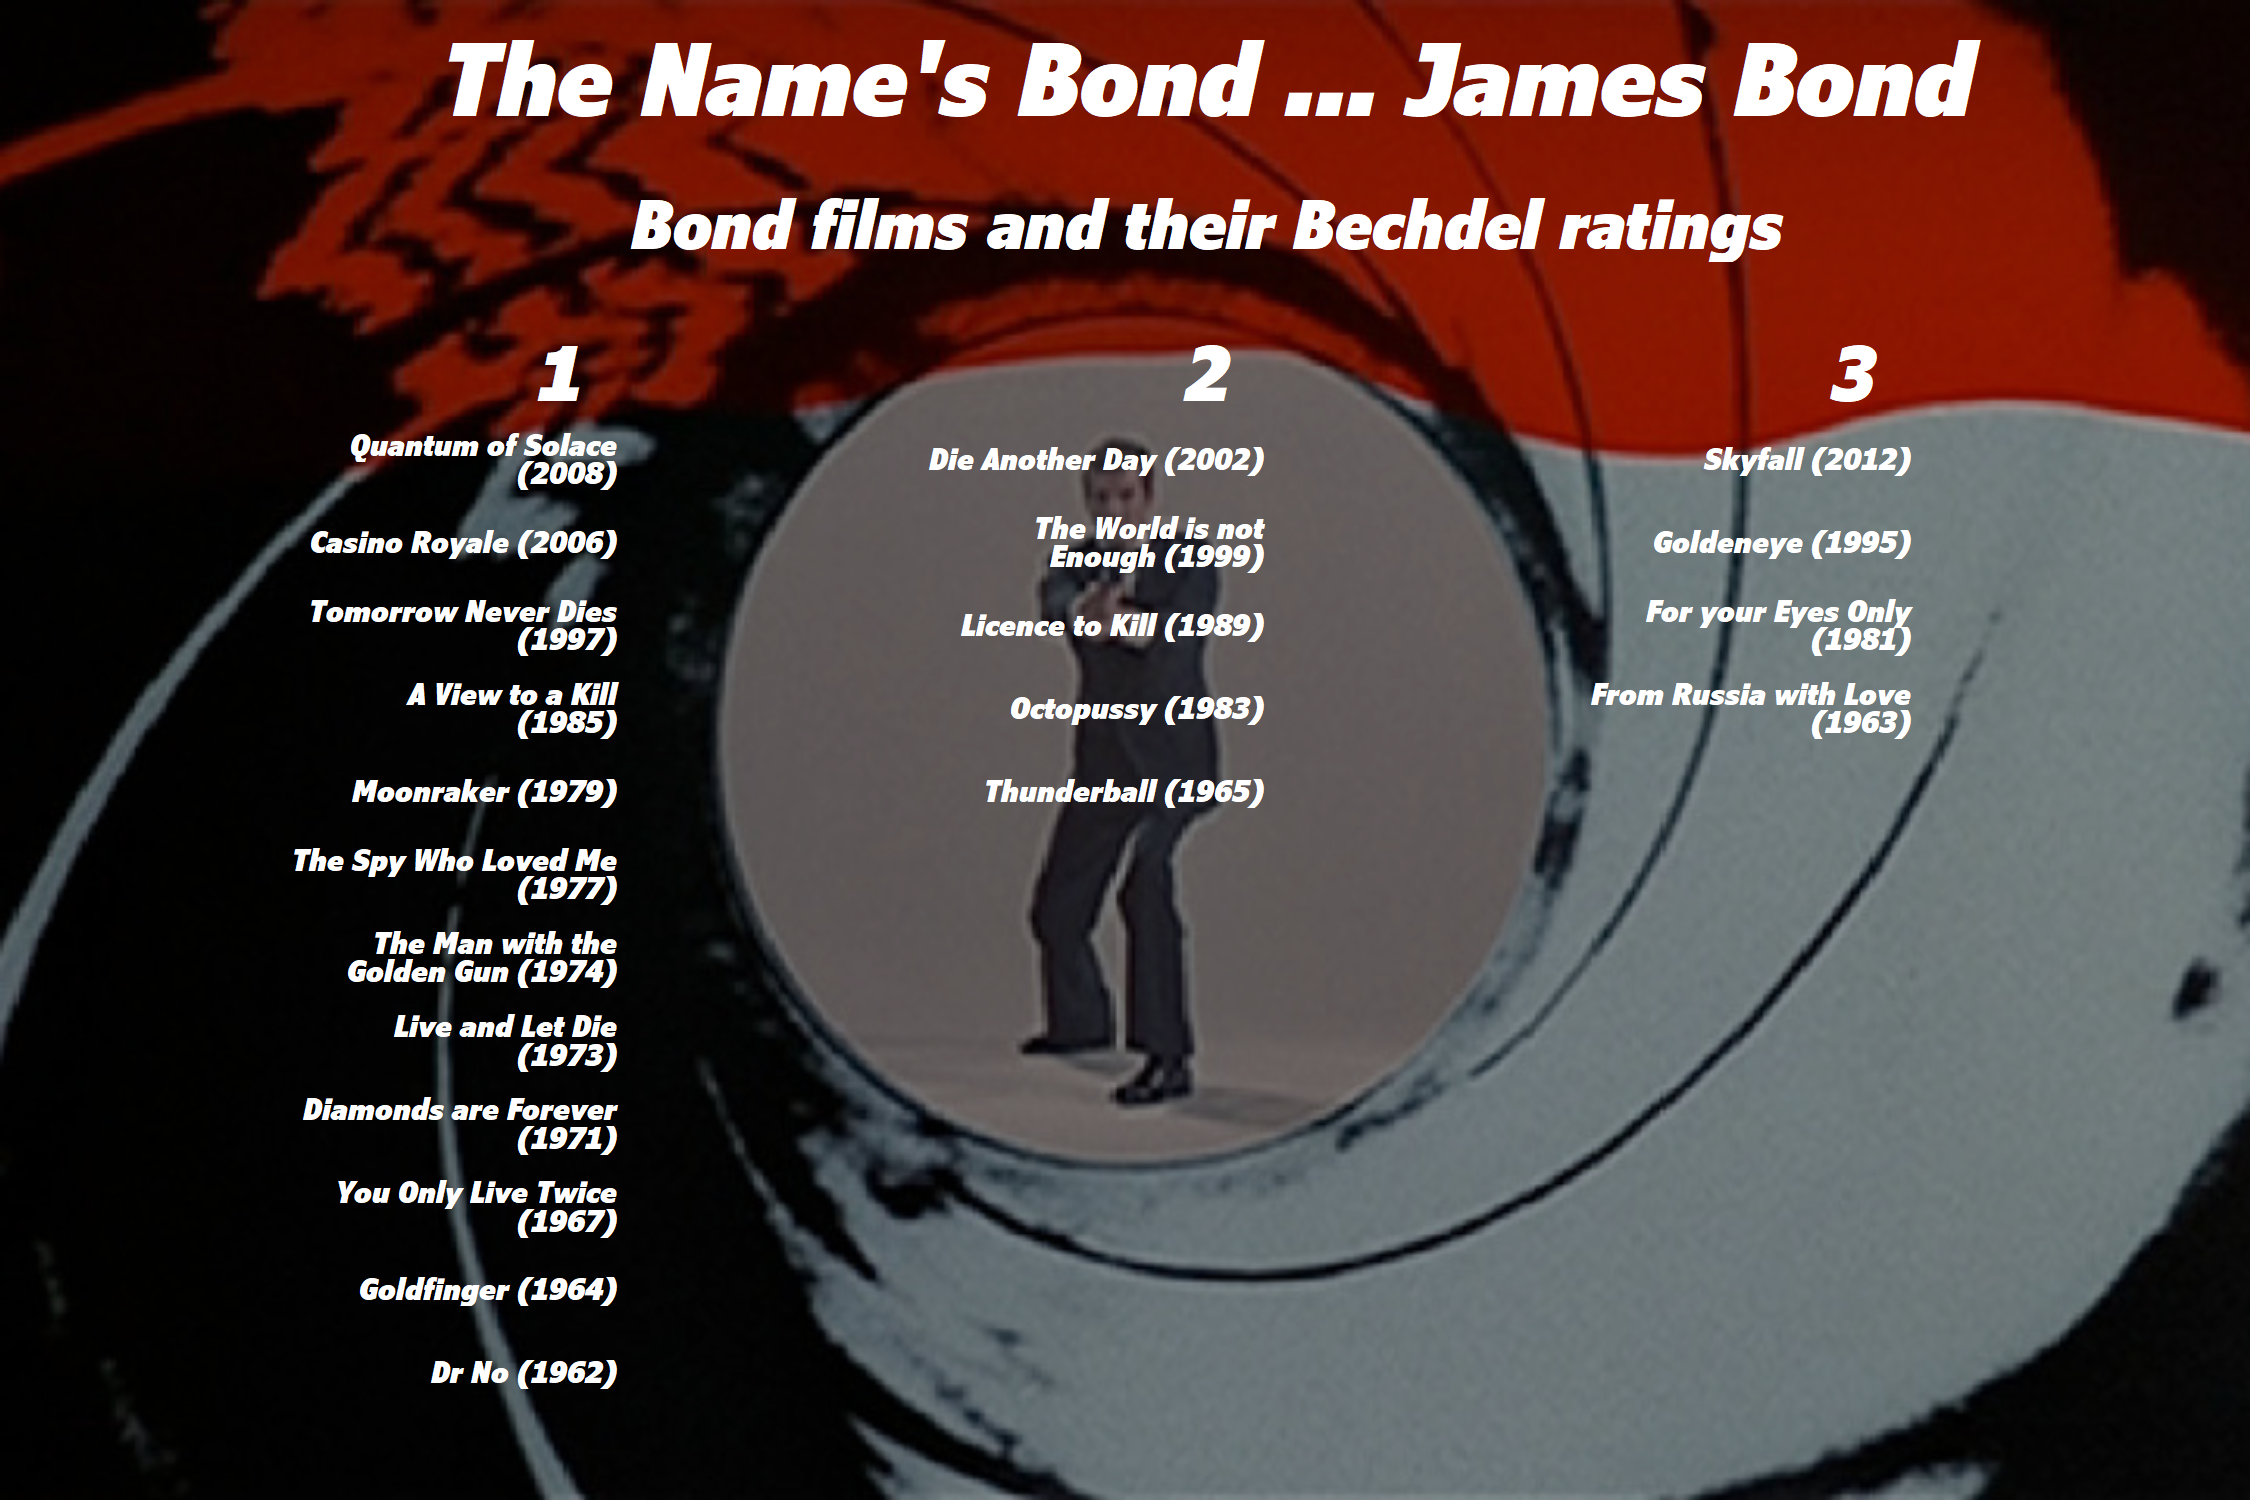 The Name's Bond ... James Bond
Bond films and their Bechdel ratings
1
Quantum of Solace
(2008)
Casino Royale (2006)
Tomorrow Never Dies
(1997)
A View to a Kill
(1985)
Moonraker (1979)
The Spy Who Loved Me
(1977)
The Man with the
Golden Gun (1974)
Live and Let Die
(1973)
Diamonds are Forever
(1971)
You Only Live Twice
(1967)
Goldfinger (1964)
Dr No (1962)
2
Die Another Day (2002)
The World is not
Enough (1999)
Licence to Kill (1989)
Octopussy (1983)
Thunderball (1965)
3
Skyfall (2012)
Goldeneye (1995)
For your Eyes Only
(1981)
From Russia with Love
(1963)